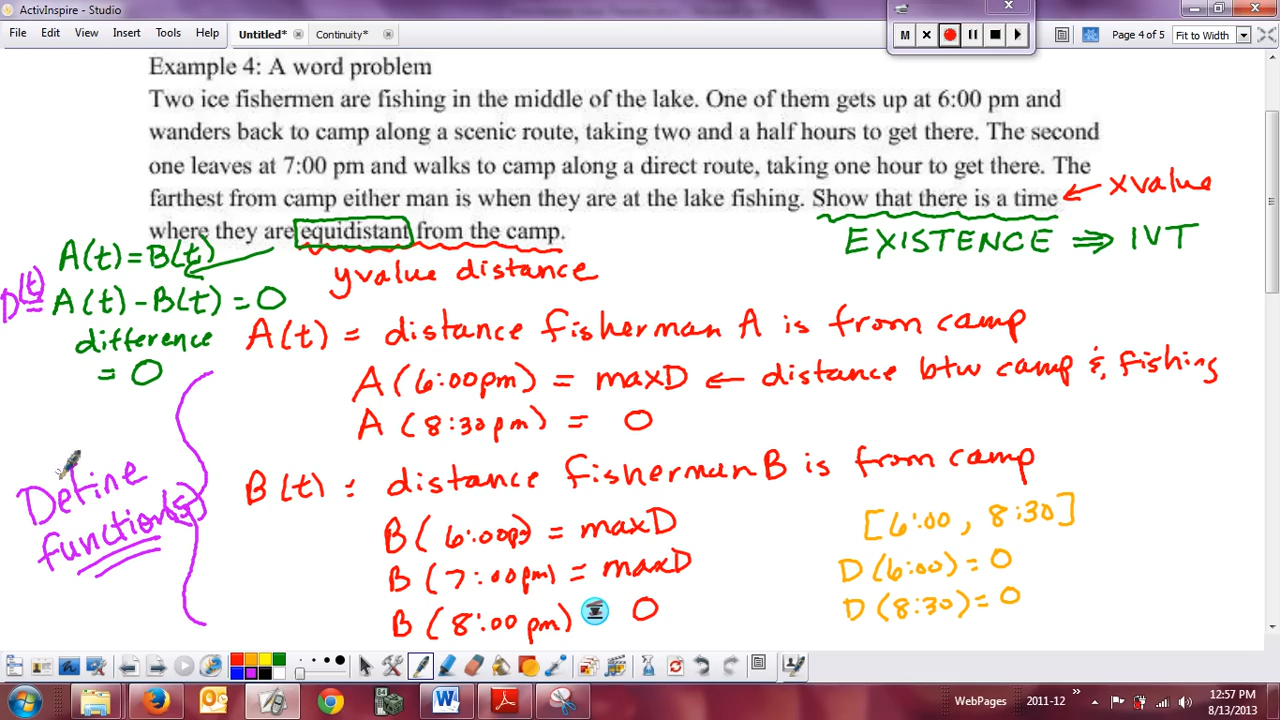 ActivInspire - Studio
File Edit View Insert Tools Help Untitled* Continuity* Page 4 of 5 Fit to Width
Example 4: A word problem
Two ice fishermen are fishing in the middle of the lake. One of them gets up at 6:00 pm and
wanders back to camp along a scenic route, taking two and a half hours to get there. The second
one leaves at 7:00 pm and walks to camp along a direct route, taking one hour to get there. The
farthest from camp either man is when they are at the lake fishing. Show that there is a time
where they are equidistant from the camp.
← xvalue
EXISTENCE ⇒ IVT
yvalue distance
A(t) = B(t)
D(t) = A(t) - B(t) = 0
difference
= 0
A(t) = distance fisherman A is from camp
A(6:00pm) = maxD ← distance btw camp & fishing
A(8:30pm) = 0
B(t) = distance fisherman B is from camp
B(6:00pm) = maxD
B(7:00pm) = maxD
B(8:00pm) = 0
Define
function(s)
[6:00, 8:30]
D(6:00) = 0
D(8:30) = 0
WebPages 2011-12 12:57 PM
8/13/2013